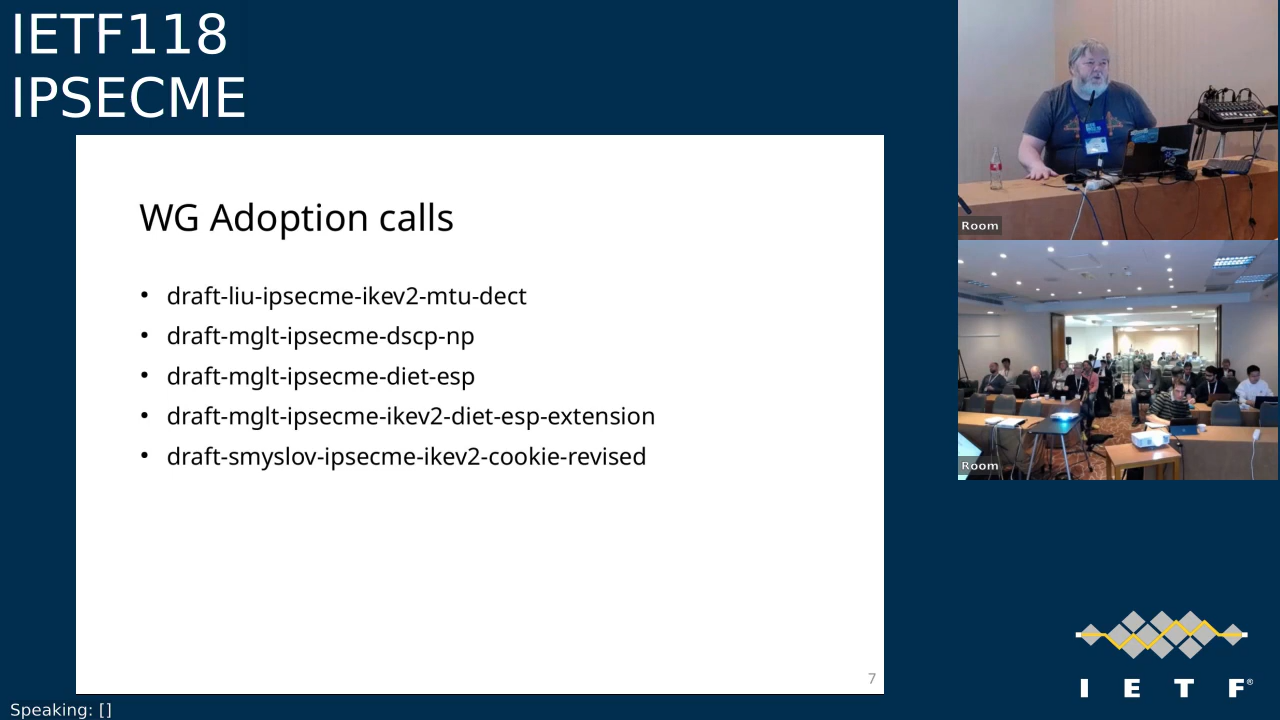 IETF118
IPSECME
WG Adoption calls
• draft-liu-ipsecme-ikev2-mtu-dect
• draft-mglt-ipsecme-dscp-np
• draft-mglt-ipsecme-diet-esp
• draft-mglt-ipsecme-ikev2-diet-esp-extension
• draft-smyslov-ipsecme-ikev2-cookie-revised
7
Room
Room
I E T F®
Speaking: []